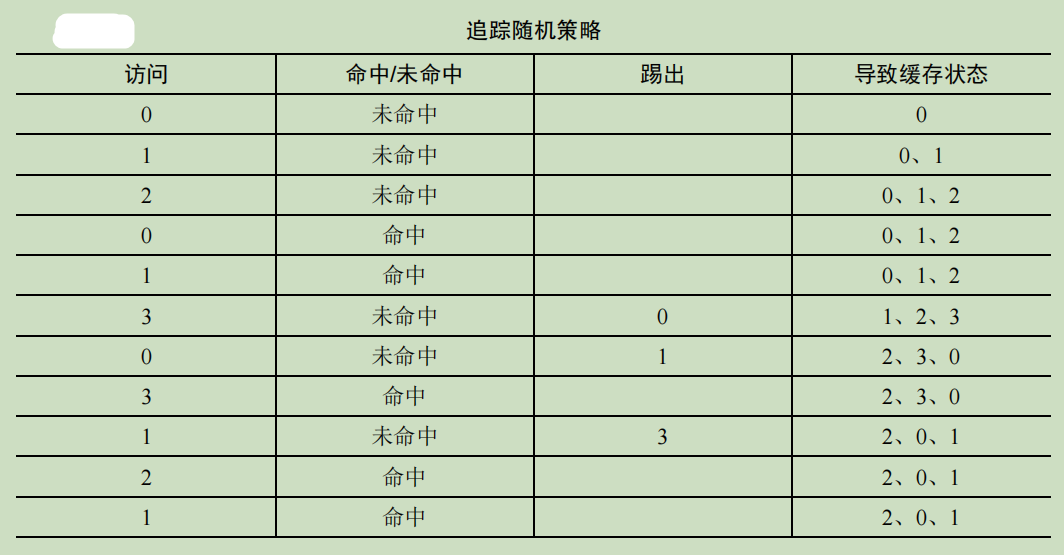 追踪随机策略
访问 命中/未命中 踢出 导致缓存状态
0 未命中 0
1 未命中 0、1
2 未命中 0、1、2
0 命中 0、1、2
1 命中 0、1、2
3 未命中 0 1、2、3
0 未命中 1 2、3、0
3 命中 2、3、0
1 未命中 3 2、0、1
2 命中 2、0、1
1 命中 2、0、1